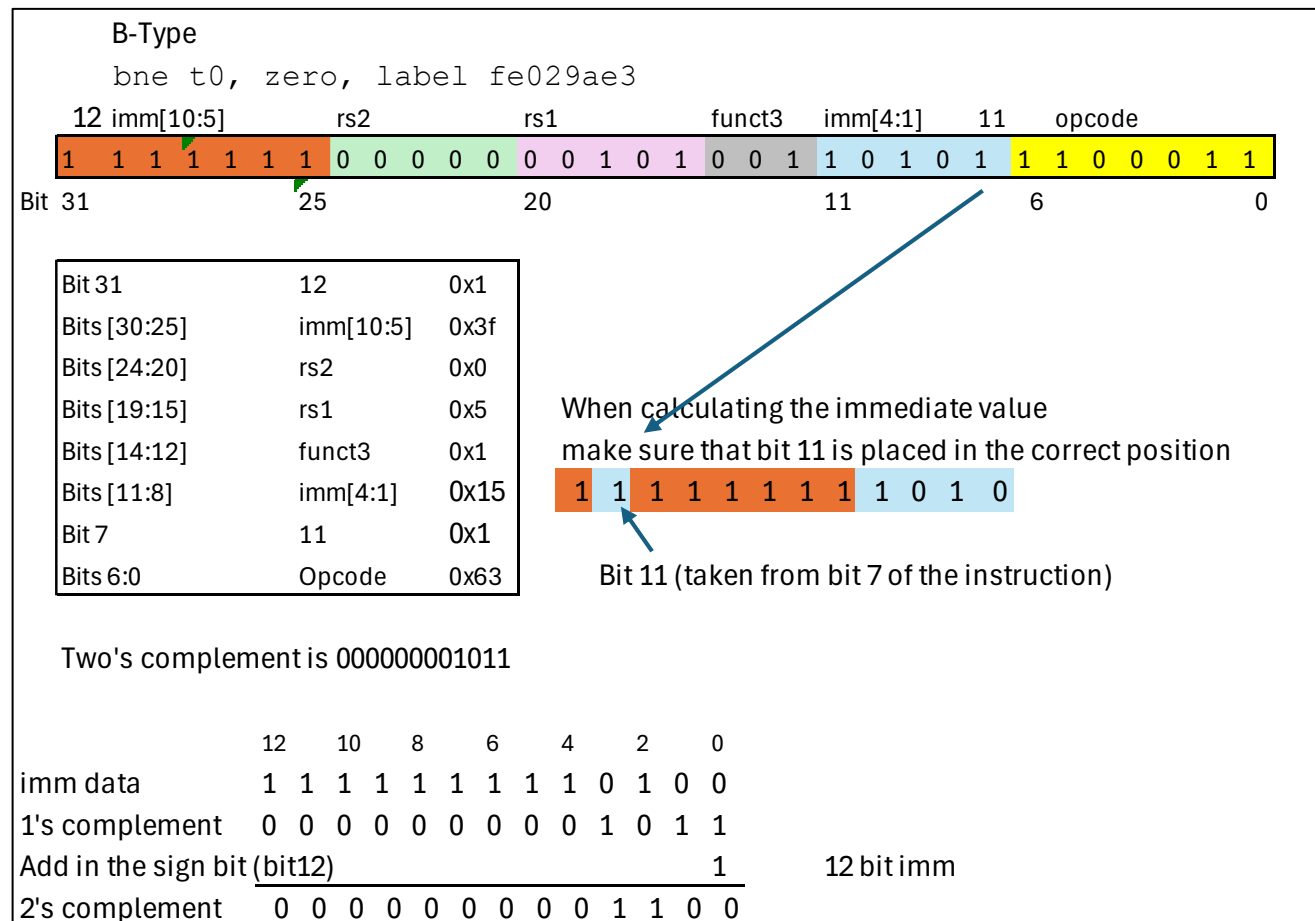 B-Type
bne t0, zero, label fe029ae3
12 imm[10:5] rs2 rs1 funct3 imm[4:1] 11 opcode
1 1 1 1 1 1 1 0 0 0 0 0 0 0 1 0 1 0 0 1 1 0 1 0 1 1 1 0 0 0 1 1
Bit 31 25 20 11 6 0
Bit 31 12 0x1
Bits [30:25] imm[10:5] 0x3f
Bits [24:20] rs2 0x0
Bits [19:15] rs1 0x5
Bits [14:12] funct3 0x1
Bits [11:8] imm[4:1] 0x15
Bit 7 11 0x1
Bits 6:0 Opcode 0x63
When calculating the immediate value
make sure that bit 11 is placed in the correct position
1 1 1 1 1 1 1 1 1 0 1 0
Bit 11 (taken from bit 7 of the instruction)
Two's complement is 000000001011
12 10 8 6 4 2 0
imm data 1 1 1 1 1 1 1 1 1 0 1 0 0
1's complement 0 0 0 0 0 0 0 0 0 1 0 1 1
Add in the sign bit (bit12) 1 12 bit imm
2's complement 0 0 0 0 0 0 0 0 0 1 1 0 0